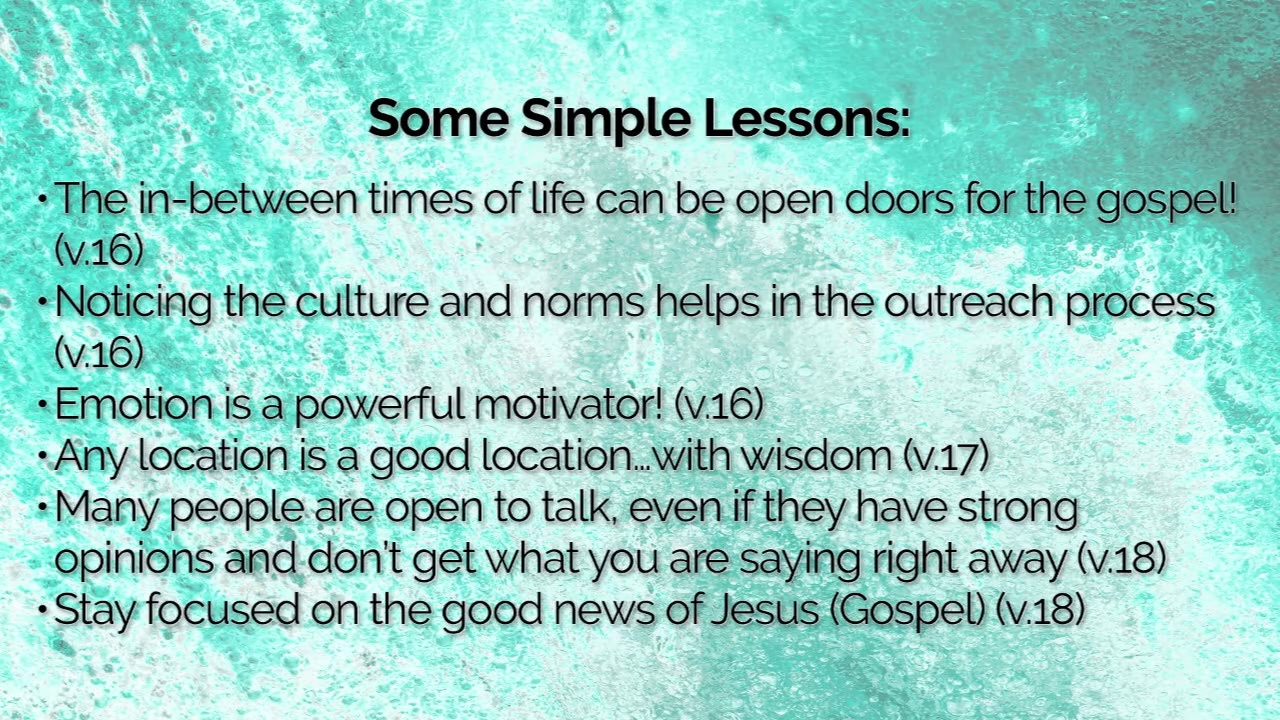 Some Simple Lessons:
• The in-between times of life can be open doors for the gospel!
(v.16)
• Noticing the culture and norms helps in the outreach process
(v.16)
• Emotion is a powerful motivator! (v.16)
• Any location is a good location...with wisdom (v.17)
• Many people are open to talk, even if they have strong
opinions and don't get what you are saying right away (v.18)
• Stay focused on the good news of Jesus (Gospel) (v.18)